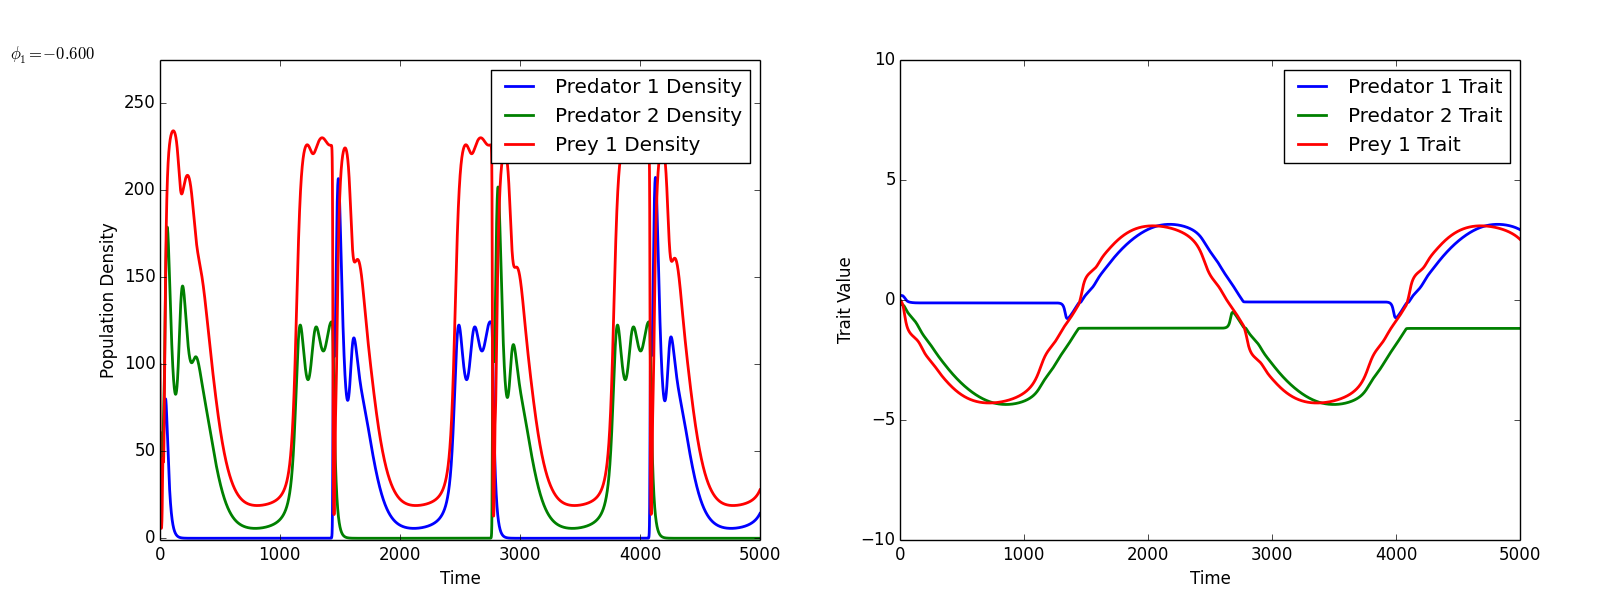 ϕ₁ = −0.600
250
200
150
100
50
0
Population Density
0 1000 2000 3000 4000 5000
Time
Predator 1 Density
Predator 2 Density
Prey 1 Density
10
5
0
−5
−10
Trait Value
0 1000 2000 3000 4000 5000
Time
Predator 1 Trait
Predator 2 Trait
Prey 1 Trait